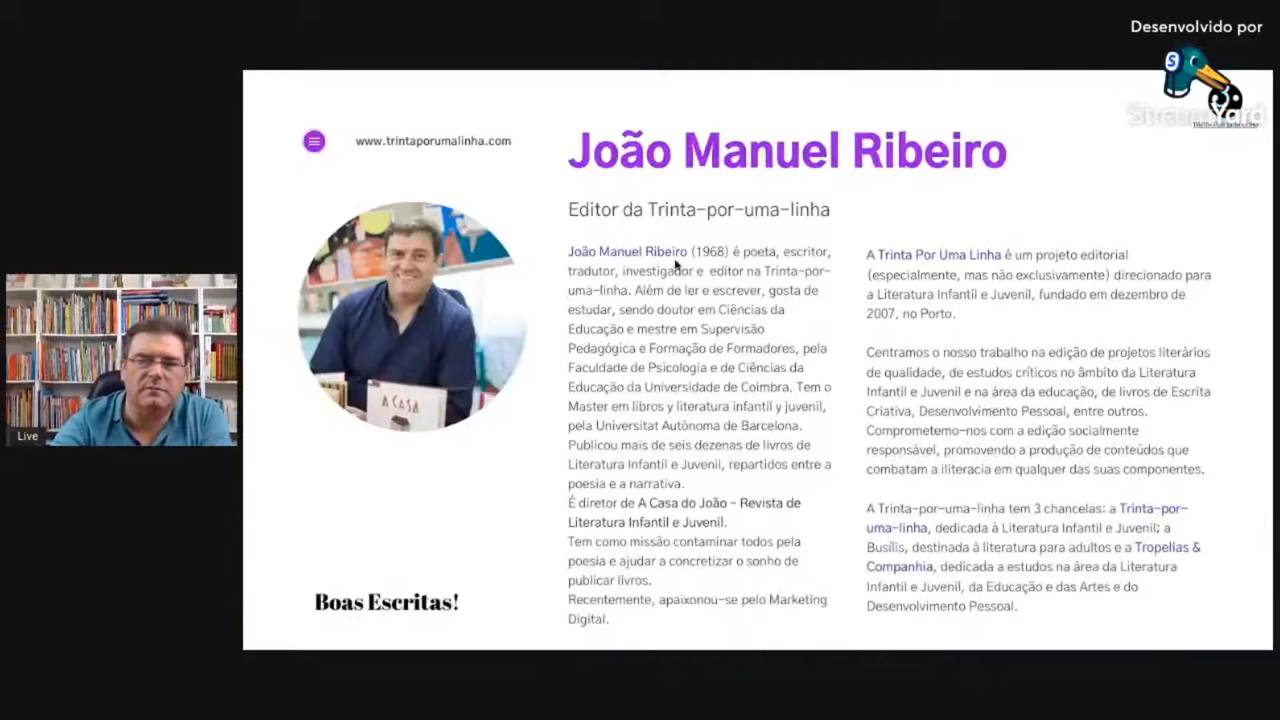 Desenvolvido por
StreamYard
www.trintaporumalinha.com
João Manuel Ribeiro
Editor da Trinta-por-uma-linha
João Manuel Ribeiro (1968) é poeta, escritor,
tradutor, investigador e editor na Trinta-por-
uma-linha. Além de ler e escrever, gosta de
estudar, sendo doutor em Ciências da
Educação e mestre em Supervisão
Pedagógica e Formação de Formadores, pela
Faculdade de Psicologia e de Ciências da
Educação da Universidade de Coimbra. Tem o
Master em libros y literatura infantil y juvenil,
pela Universitat Autònoma de Barcelona.
Publicou mais de seis dezenas de livros de
Literatura Infantil e Juvenil, repartidos entre a
poesia e a narrativa.
É diretor de A Casa do João - Revista de
Literatura Infantil e Juvenil.
Tem como missão contaminar todos pela
poesia e ajudar a concretizar o sonho de
publicar livros.
Recentemente, apaixonou-se pelo Marketing
Digital.
A Trinta Por Uma Linha é um projeto editorial
(especialmente, mas não exclusivamente) direcionado para
a Literatura Infantil e Juvenil, fundado em dezembro de
2007, no Porto.
Centramos o nosso trabalho na edição de projetos literários
de qualidade, de estudos críticos no âmbito da Literatura
Infantil e Juvenil e na área da educação, de livros de Escrita
Criativa, Desenvolvimento Pessoal, entre outros.
Comprometemo-nos com a edição socialmente
responsável, promovendo a produção de conteúdos que
combatam a iliteracia em qualquer das suas componentes.
A Trinta-por-uma-linha tem 3 chancelas: a Trinta-por-
uma-linha, dedicada à Literatura Infantil e Juvenil; a
Busílis, destinada à literatura para adultos e a Tropelias &
Companhia, dedicada a estudos na área da Literatura
Infantil e Juvenil, da Educação e das Artes e do
Desenvolvimento Pessoal.
A CASA
Live
Boas Escritas!